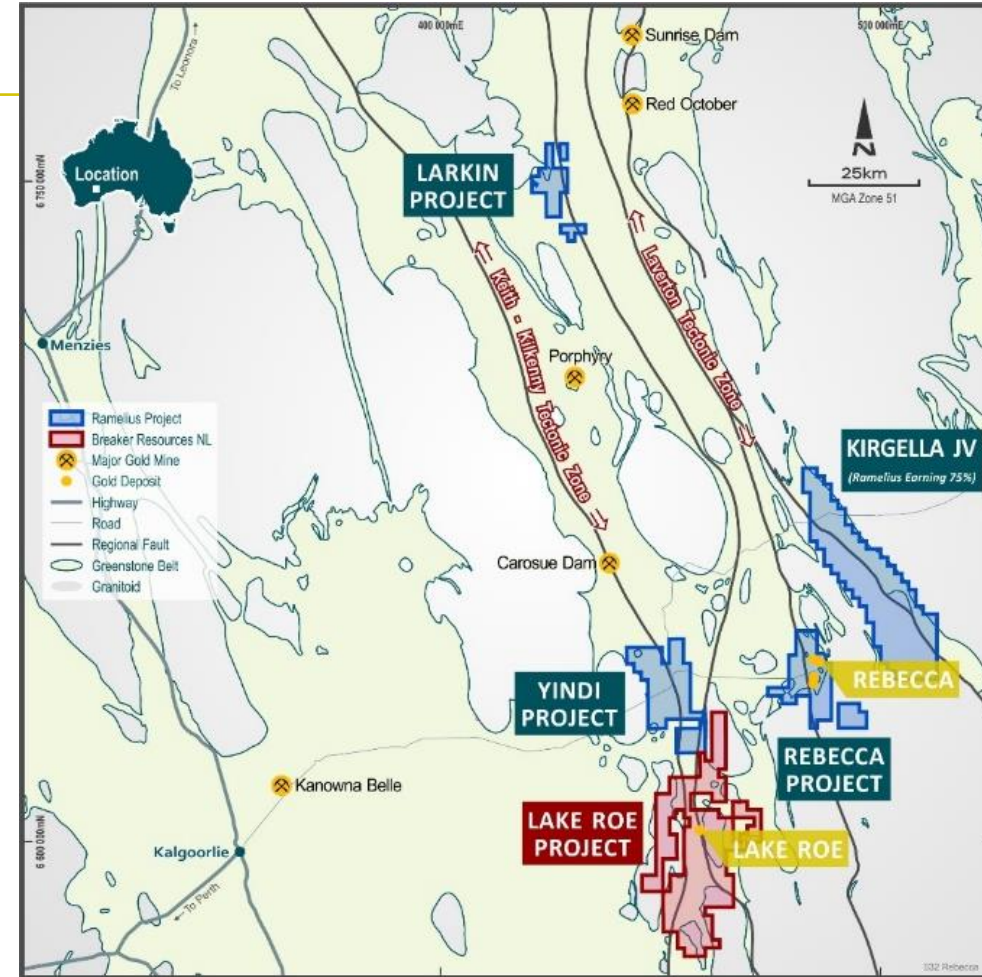 400 000mE
500 000mE
To Leonora
Sunrise Dam
Red October
N
25km
MGA Zone 51
Location
6 750 000mN
LARKIN
PROJECT
Keith - Kilkenny Tectonic Zone
Laverton Tectonic Zone
Menzies
Porphyry
Ramelius Project
Breaker Resources NL
Major Gold Mine
Gold Deposit
Highway
Road
Regional Fault
Greenstone Belt
Granitoid
KIRGELLA JV
(Ramelius Earning 75%)
Carosue Dam
YINDI
PROJECT
REBECCA
REBECCA
PROJECT
Kanowna Belle
LAKE ROE
PROJECT
LAKE ROE
6 600 000mN
Kalgoorlie
To Perth
532 Rebecca